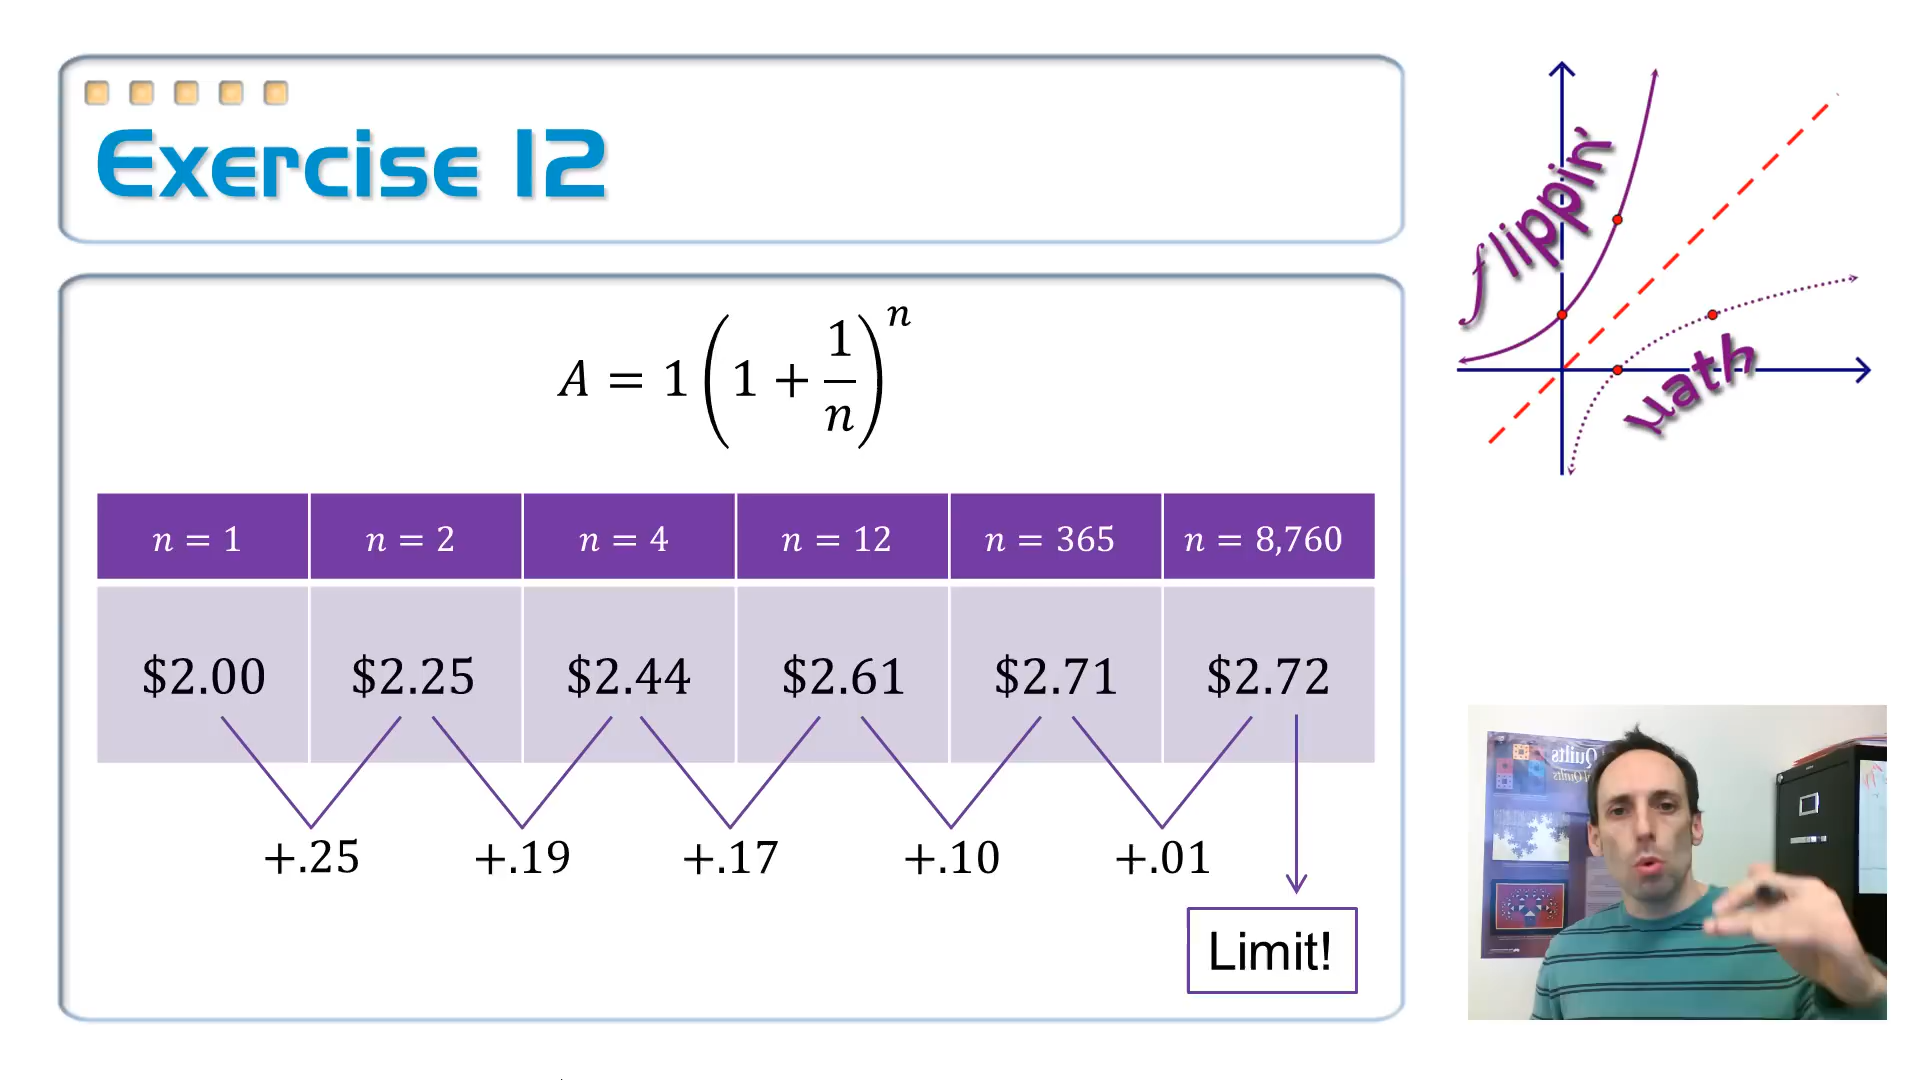 Exercise 12
flippin'
math
A = 1(1 + 1/n)^n
n = 1 n = 2 n = 4 n = 12 n = 365 n = 8,760
$2.00 $2.25 $2.44 $2.61 $2.71 $2.72
+.25 +.19 +.17 +.10 +.01
Limit!
Quilts